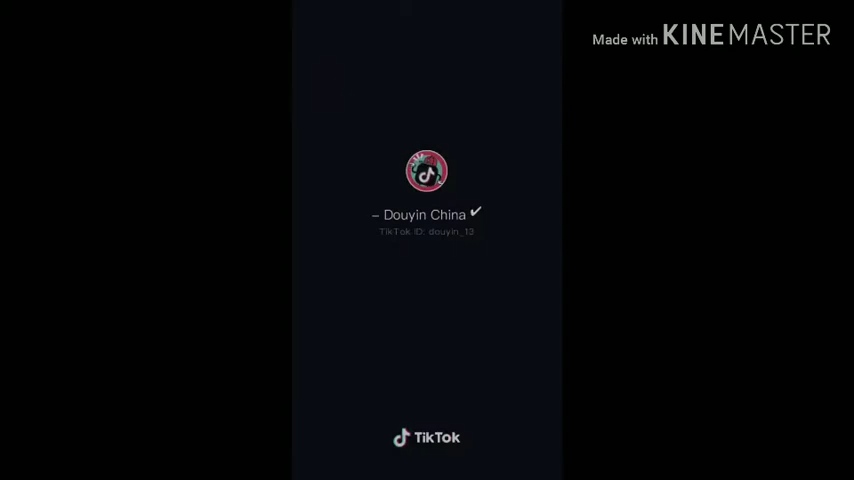 Made with KINEMASTER
– Douyin China ✔
TikTok ID: douyin_13
TikTok